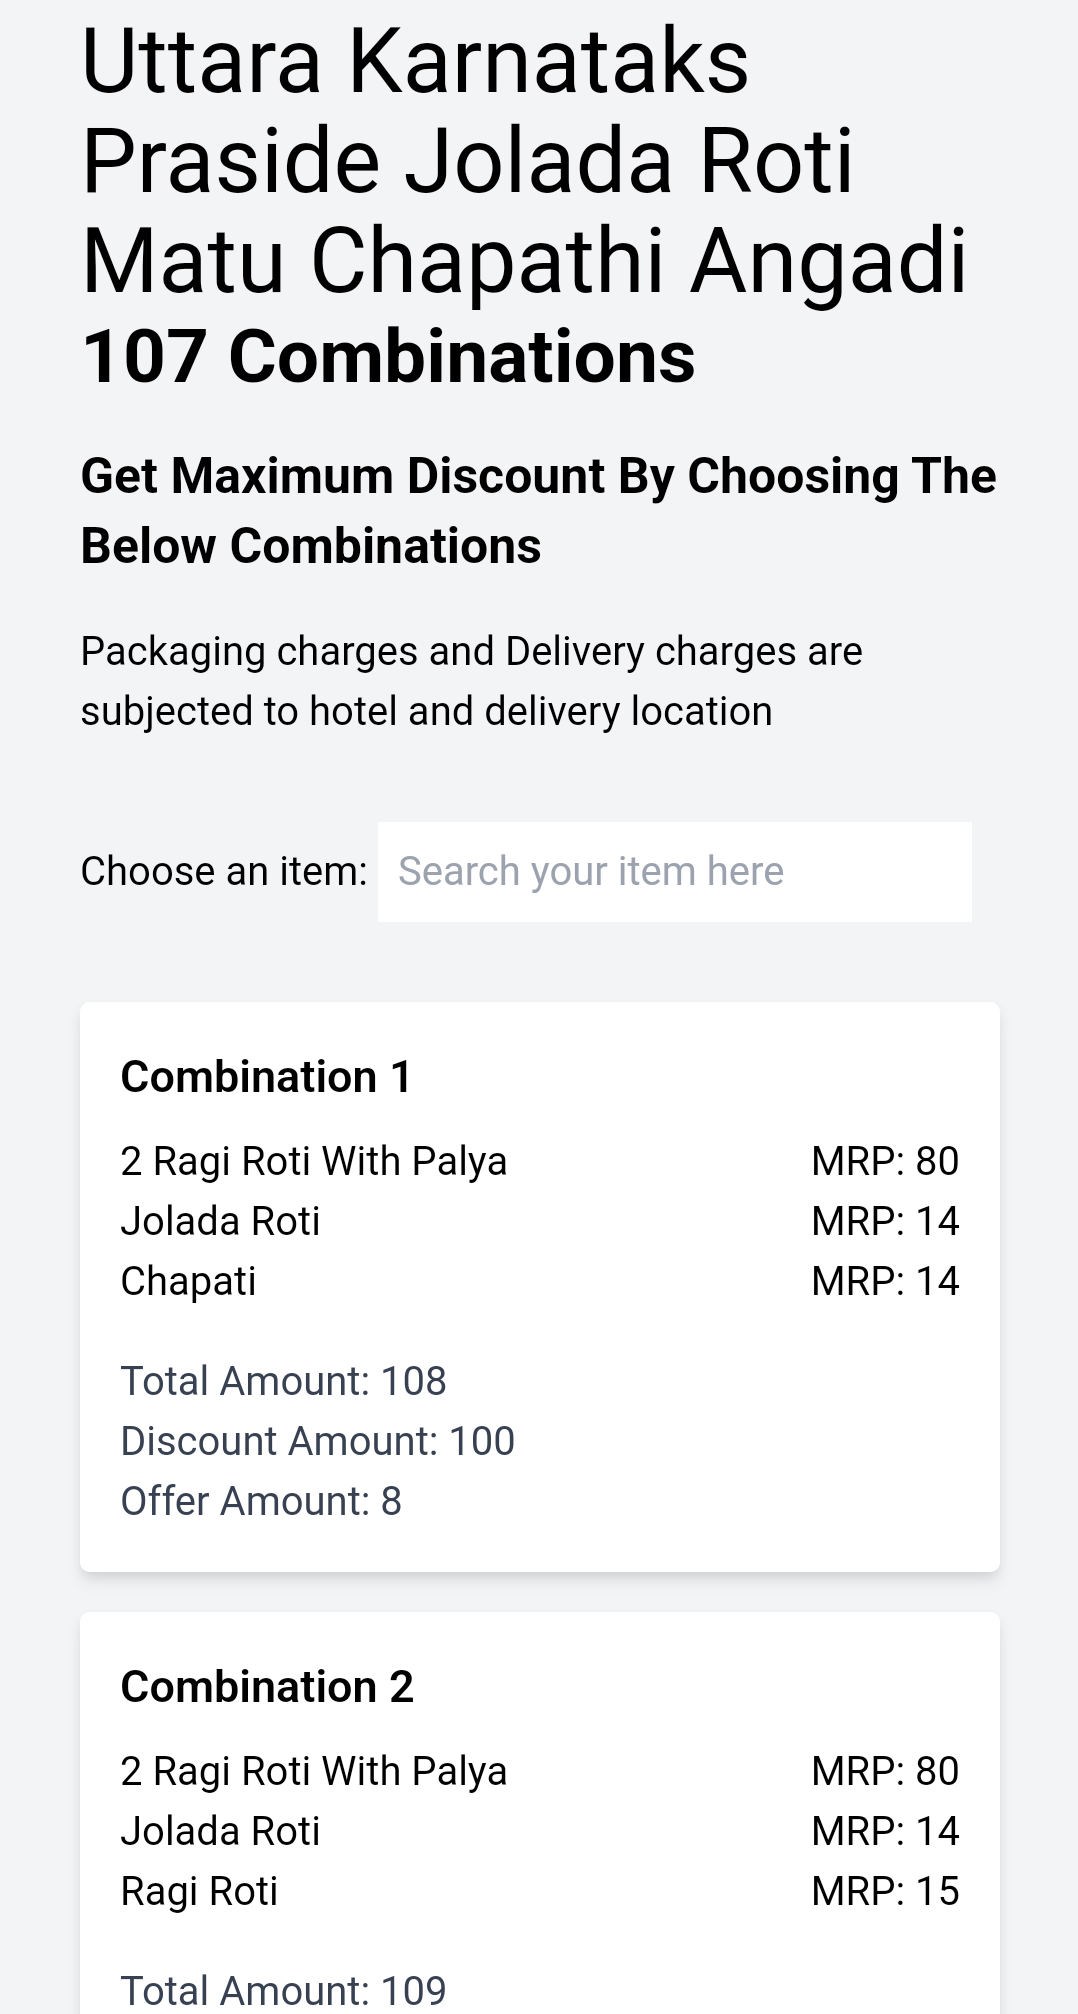 Uttara Karnataks
Praside Jolada Roti
Matu Chapathi Angadi
107 Combinations
Get Maximum Discount By Choosing The
Below Combinations
Packaging charges and Delivery charges are
subjected to hotel and delivery location
Choose an item: Search your item here
Combination 1
2 Ragi Roti With Palya MRP: 80
Jolada Roti MRP: 14
Chapati MRP: 14
Total Amount: 108
Discount Amount: 100
Offer Amount: 8
Combination 2
2 Ragi Roti With Palya MRP: 80
Jolada Roti MRP: 14
Ragi Roti MRP: 15
Total Amount: 109